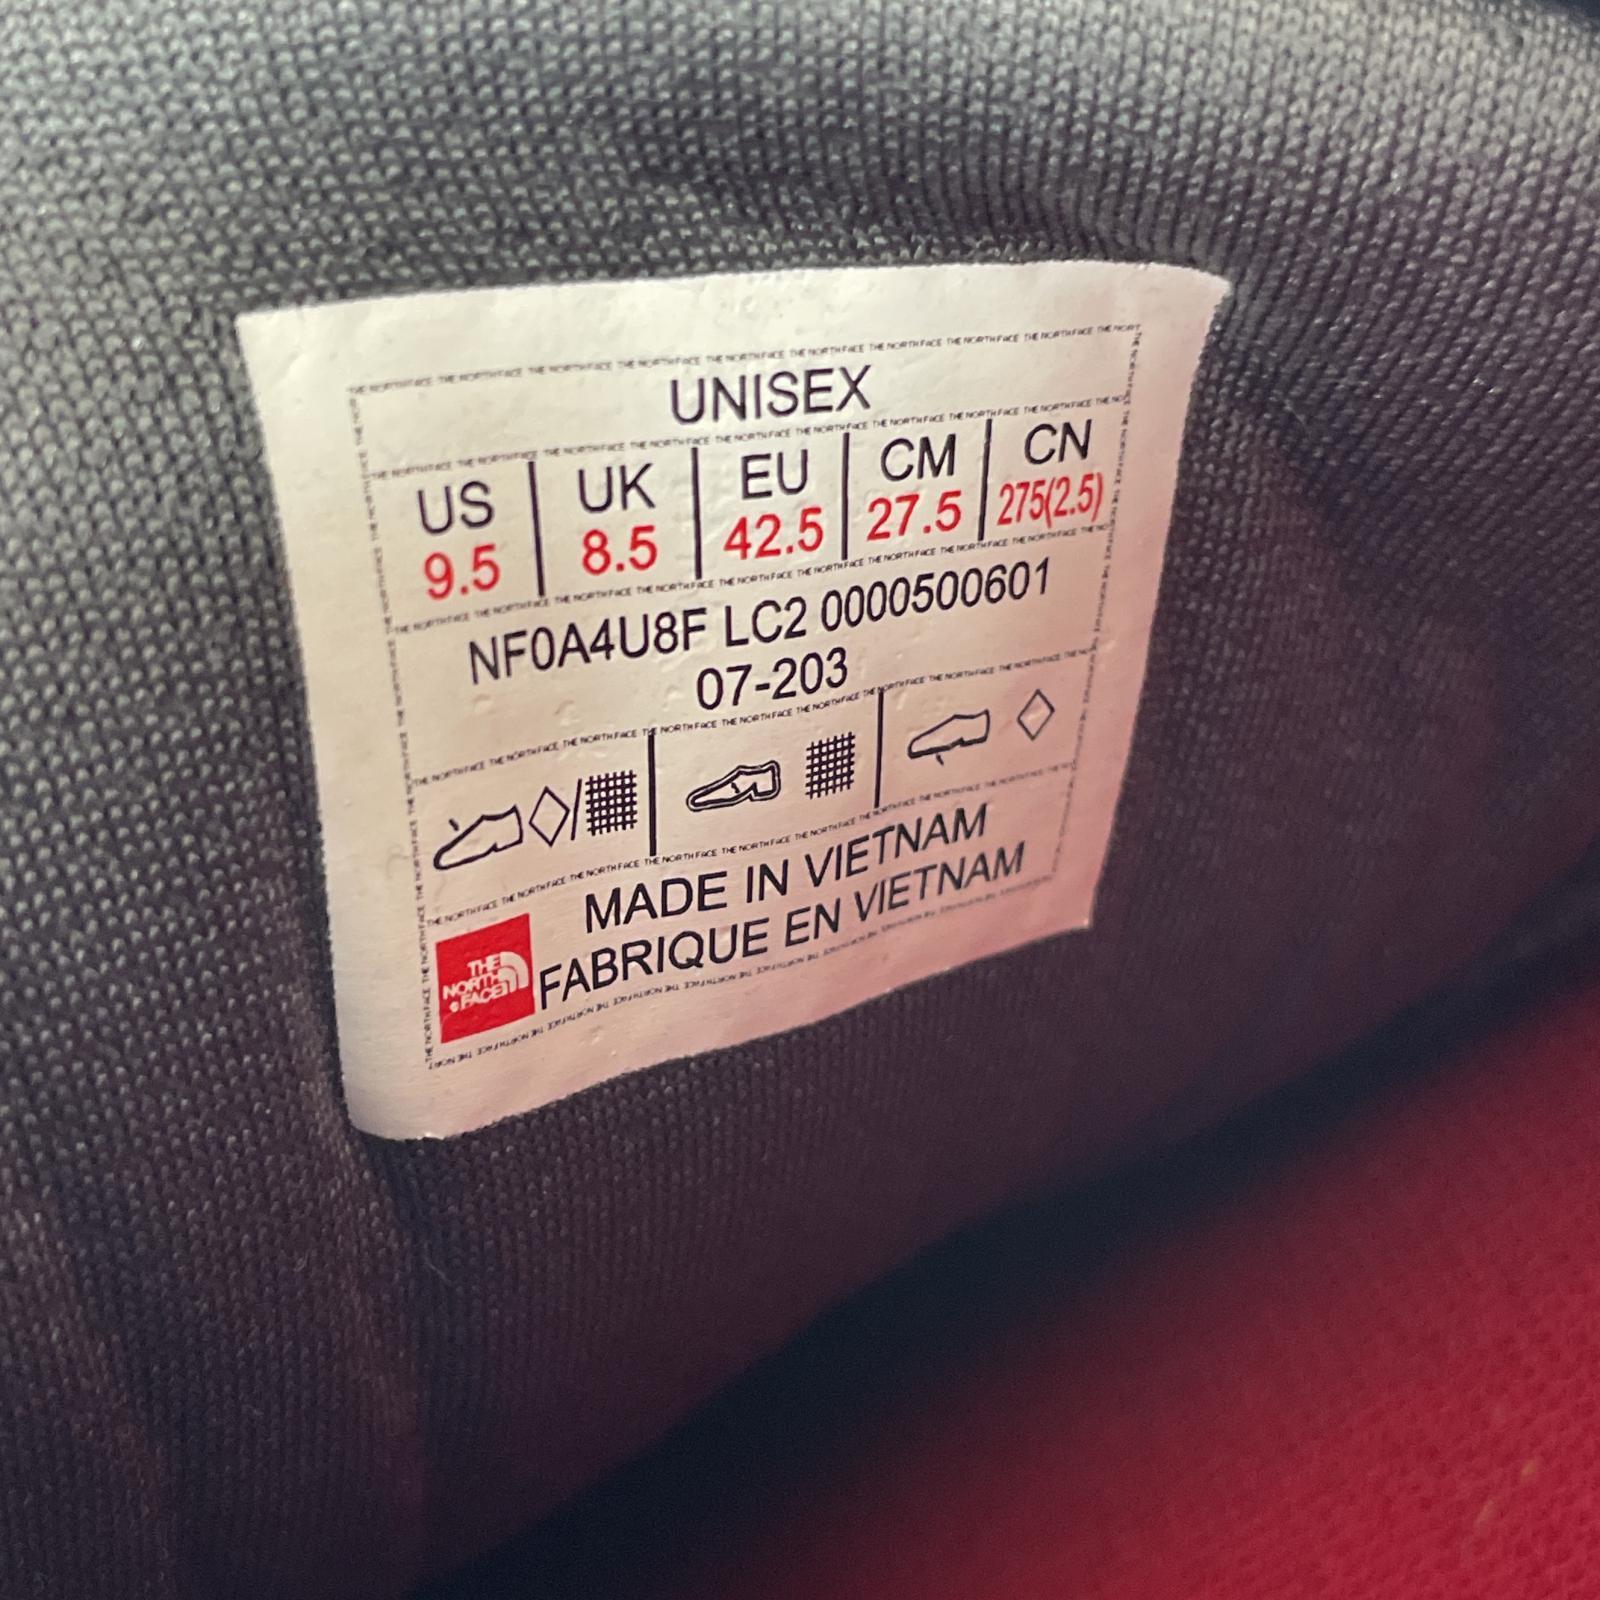 UNISEX
US UK EU CM CN
9.5 8.5 42.5 27.5 275(2.5)
NF0A4U8F LC2 0000500601
07-203
MADE IN VIETNAM
FABRIQUE EN VIETNAM
THE
NORTH
FACE